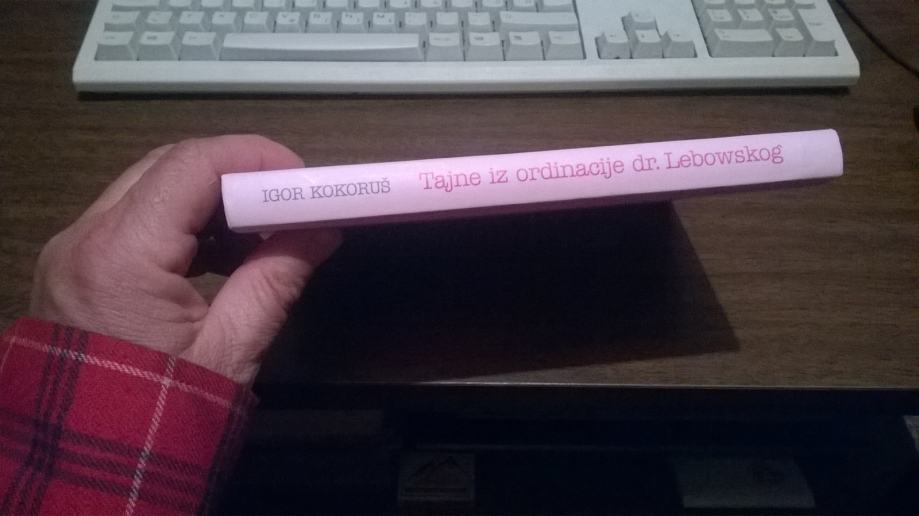 IGOR KOKORUŠ Tajne iz ordinacije dr. Lebowskog